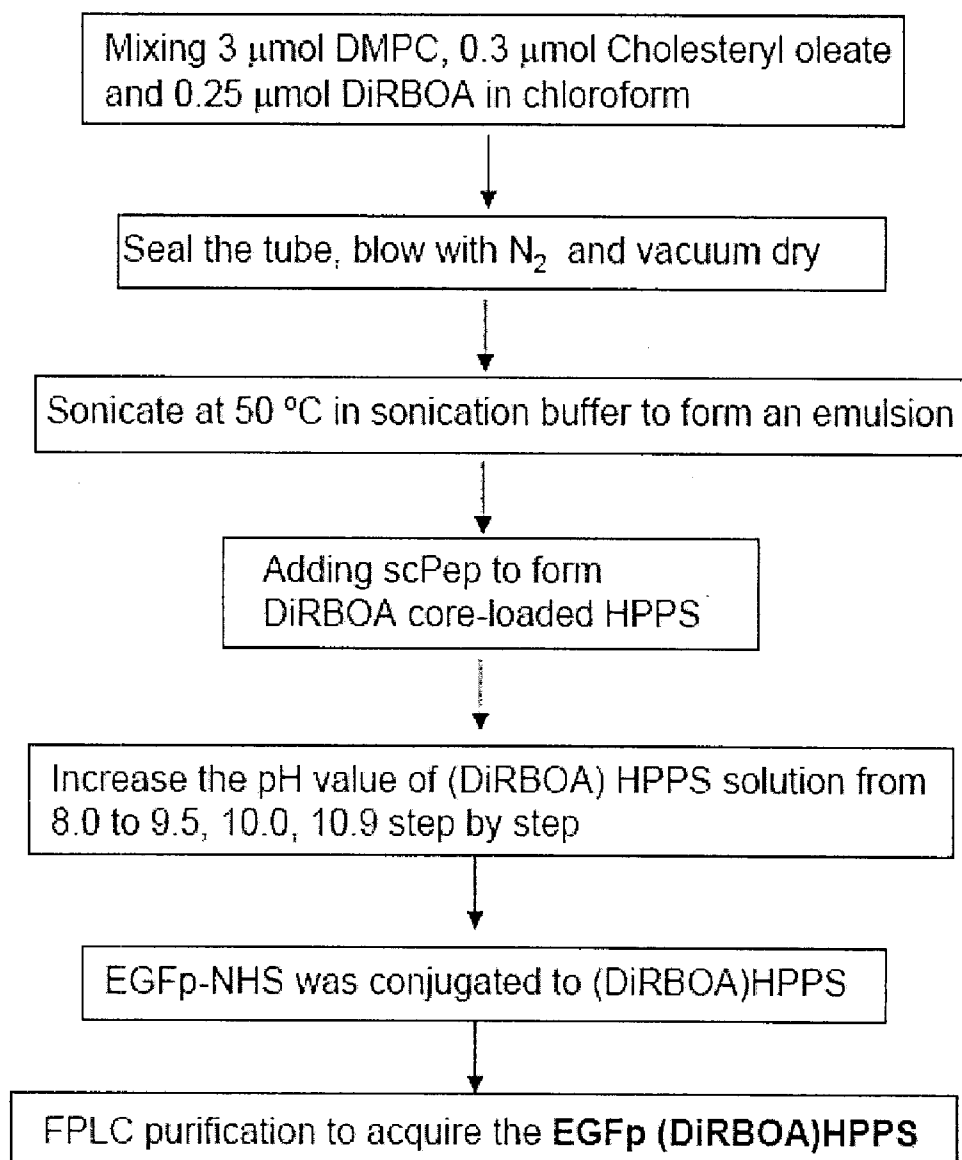 Mixing 3 μmol DMPC, 0.3 μmol Cholesteryl oleate
and 0.25 μmol DiRBOA in chloroform
Seal the tube, blow with N₂ and vacuum dry
Sonicate at 50 ºC in sonication buffer to form an emulsion
Adding scPep to form
DiRBOA core-loaded HPPS
Increase the pH value of (DiRBOA) HPPS solution from
8.0 to 9.5, 10.0, 10.9 step by step
EGFp-NHS was conjugated to (DiRBOA)HPPS
FPLC purification to acquire the EGFp (DiRBOA)HPPS